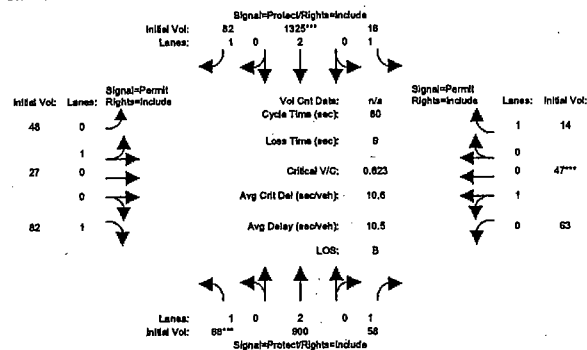 Signal=Protect/Rights=Include
Initial Vol: 82 1325*** 16
Lanes: 1 0 2 0 1
Signal=Permit
Initial Vol: Lanes: Rights=Include
Vol Cnt Data: n/a
Signal=Permit
Rights=Include Lanes: Initial Vol:
48 0
Cycle Time (sec): 60
1 14
1
Loss Time (sec): 9
0
27 0
Critical V/C: 0.623
0 47***
0
Avg Crit Del (sec/veh): 10.6
1
82 1
Avg Delay (sec/veh): 10.5
0 63
LOS: B
Lanes: 1 0 2 0 1
Initial Vol: 68*** 900 58
Signal=Protect/Rights=Include